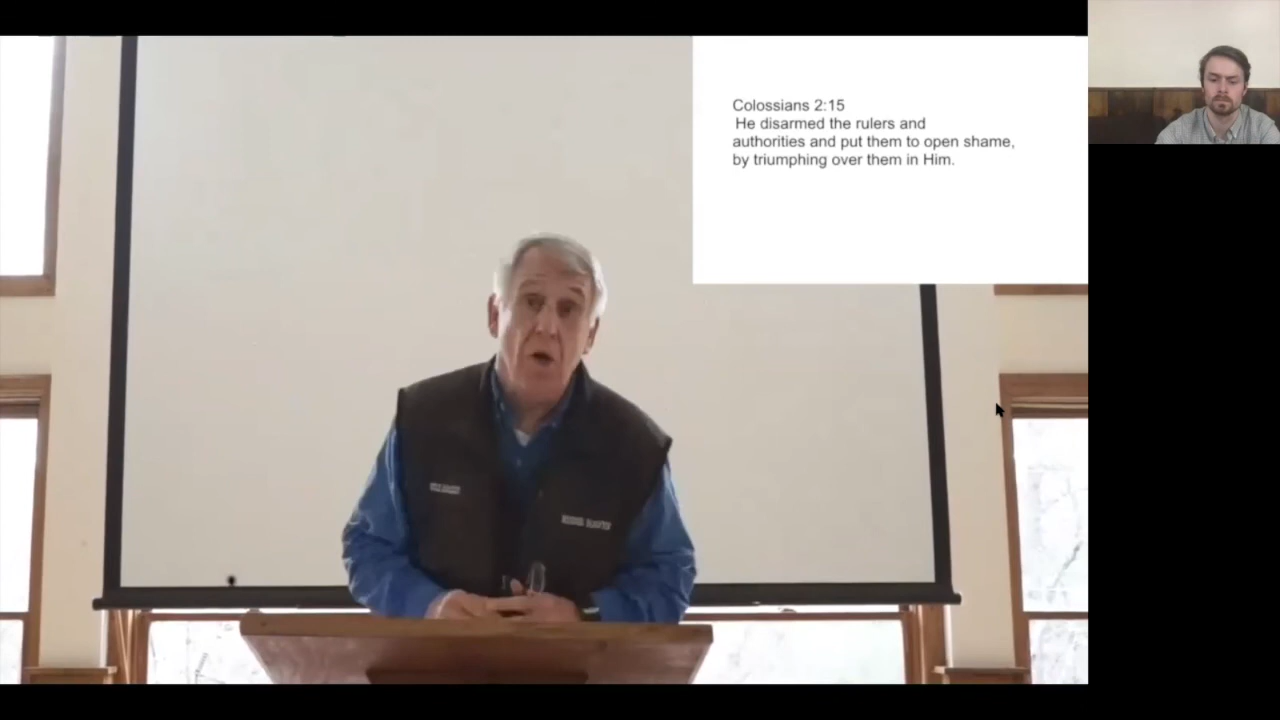 Colossians 2:15
He disarmed the rulers and
authorities and put them to open shame,
by triumphing over them in Him.